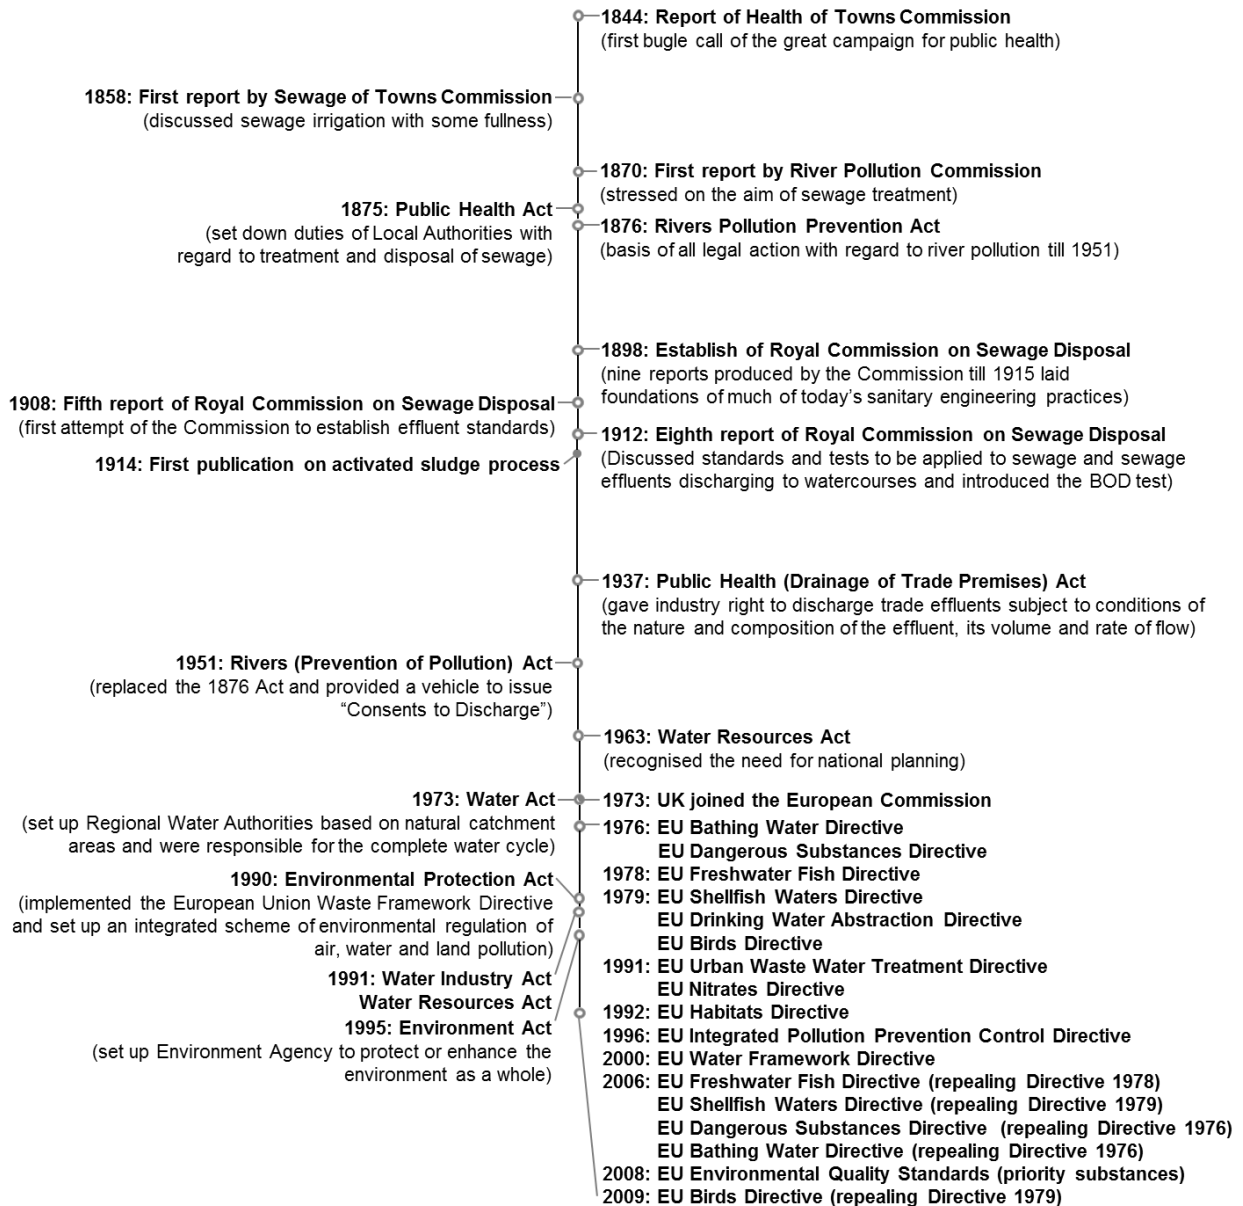 1844: Report of Health of Towns Commission
(first bugle call of the great campaign for public health)
1858: First report by Sewage of Towns Commission
(discussed sewage irrigation with some fullness)
1870: First report by River Pollution Commission
(stressed on the aim of sewage treatment)
1875: Public Health Act
(set down duties of Local Authorities with
regard to treatment and disposal of sewage)
1876: Rivers Pollution Prevention Act
(basis of all legal action with regard to river pollution till 1951)
1898: Establish of Royal Commission on Sewage Disposal
(nine reports produced by the Commission till 1915 laid
foundations of much of today's sanitary engineering practices)
1908: Fifth report of Royal Commission on Sewage Disposal
(first attempt of the Commission to establish effluent standards)
1912: Eighth report of Royal Commission on Sewage Disposal
(Discussed standards and tests to be applied to sewage and sewage
effluents discharging to watercourses and introduced the BOD test)
1914: First publication on activated sludge process
1937: Public Health (Drainage of Trade Premises) Act
(gave industry right to discharge trade effluents subject to conditions of
the nature and composition of the effluent, its volume and rate of flow)
1951: Rivers (Prevention of Pollution) Act
(replaced the 1876 Act and provided a vehicle to issue
“Consents to Discharge”)
1963: Water Resources Act
(recognised the need for national planning)
1973: Water Act
(set up Regional Water Authorities based on natural catchment
areas and were responsible for the complete water cycle)
1990: Environmental Protection Act
(implemented the European Union Waste Framework Directive
and set up an integrated scheme of environmental regulation of
air, water and land pollution)
1991: Water Industry Act
Water Resources Act
1995: Environment Act
(set up Environment Agency to protect or enhance the
environment as a whole)
1973: UK joined the European Commission
1976: EU Bathing Water Directive
EU Dangerous Substances Directive
1978: EU Freshwater Fish Directive
1979: EU Shellfish Waters Directive
EU Drinking Water Abstraction Directive
EU Birds Directive
1991: EU Urban Waste Water Treatment Directive
EU Nitrates Directive
1992: EU Habitats Directive
1996: EU Integrated Pollution Prevention Control Directive
2000: EU Water Framework Directive
2006: EU Freshwater Fish Directive (repealing Directive 1978)
EU Shellfish Waters Directive (repealing Directive 1979)
EU Dangerous Substances Directive (repealing Directive 1976)
EU Bathing Water Directive (repealing Directive 1976)
2008: EU Environmental Quality Standards (priority substances)
2009: EU Birds Directive (repealing Directive 1979)